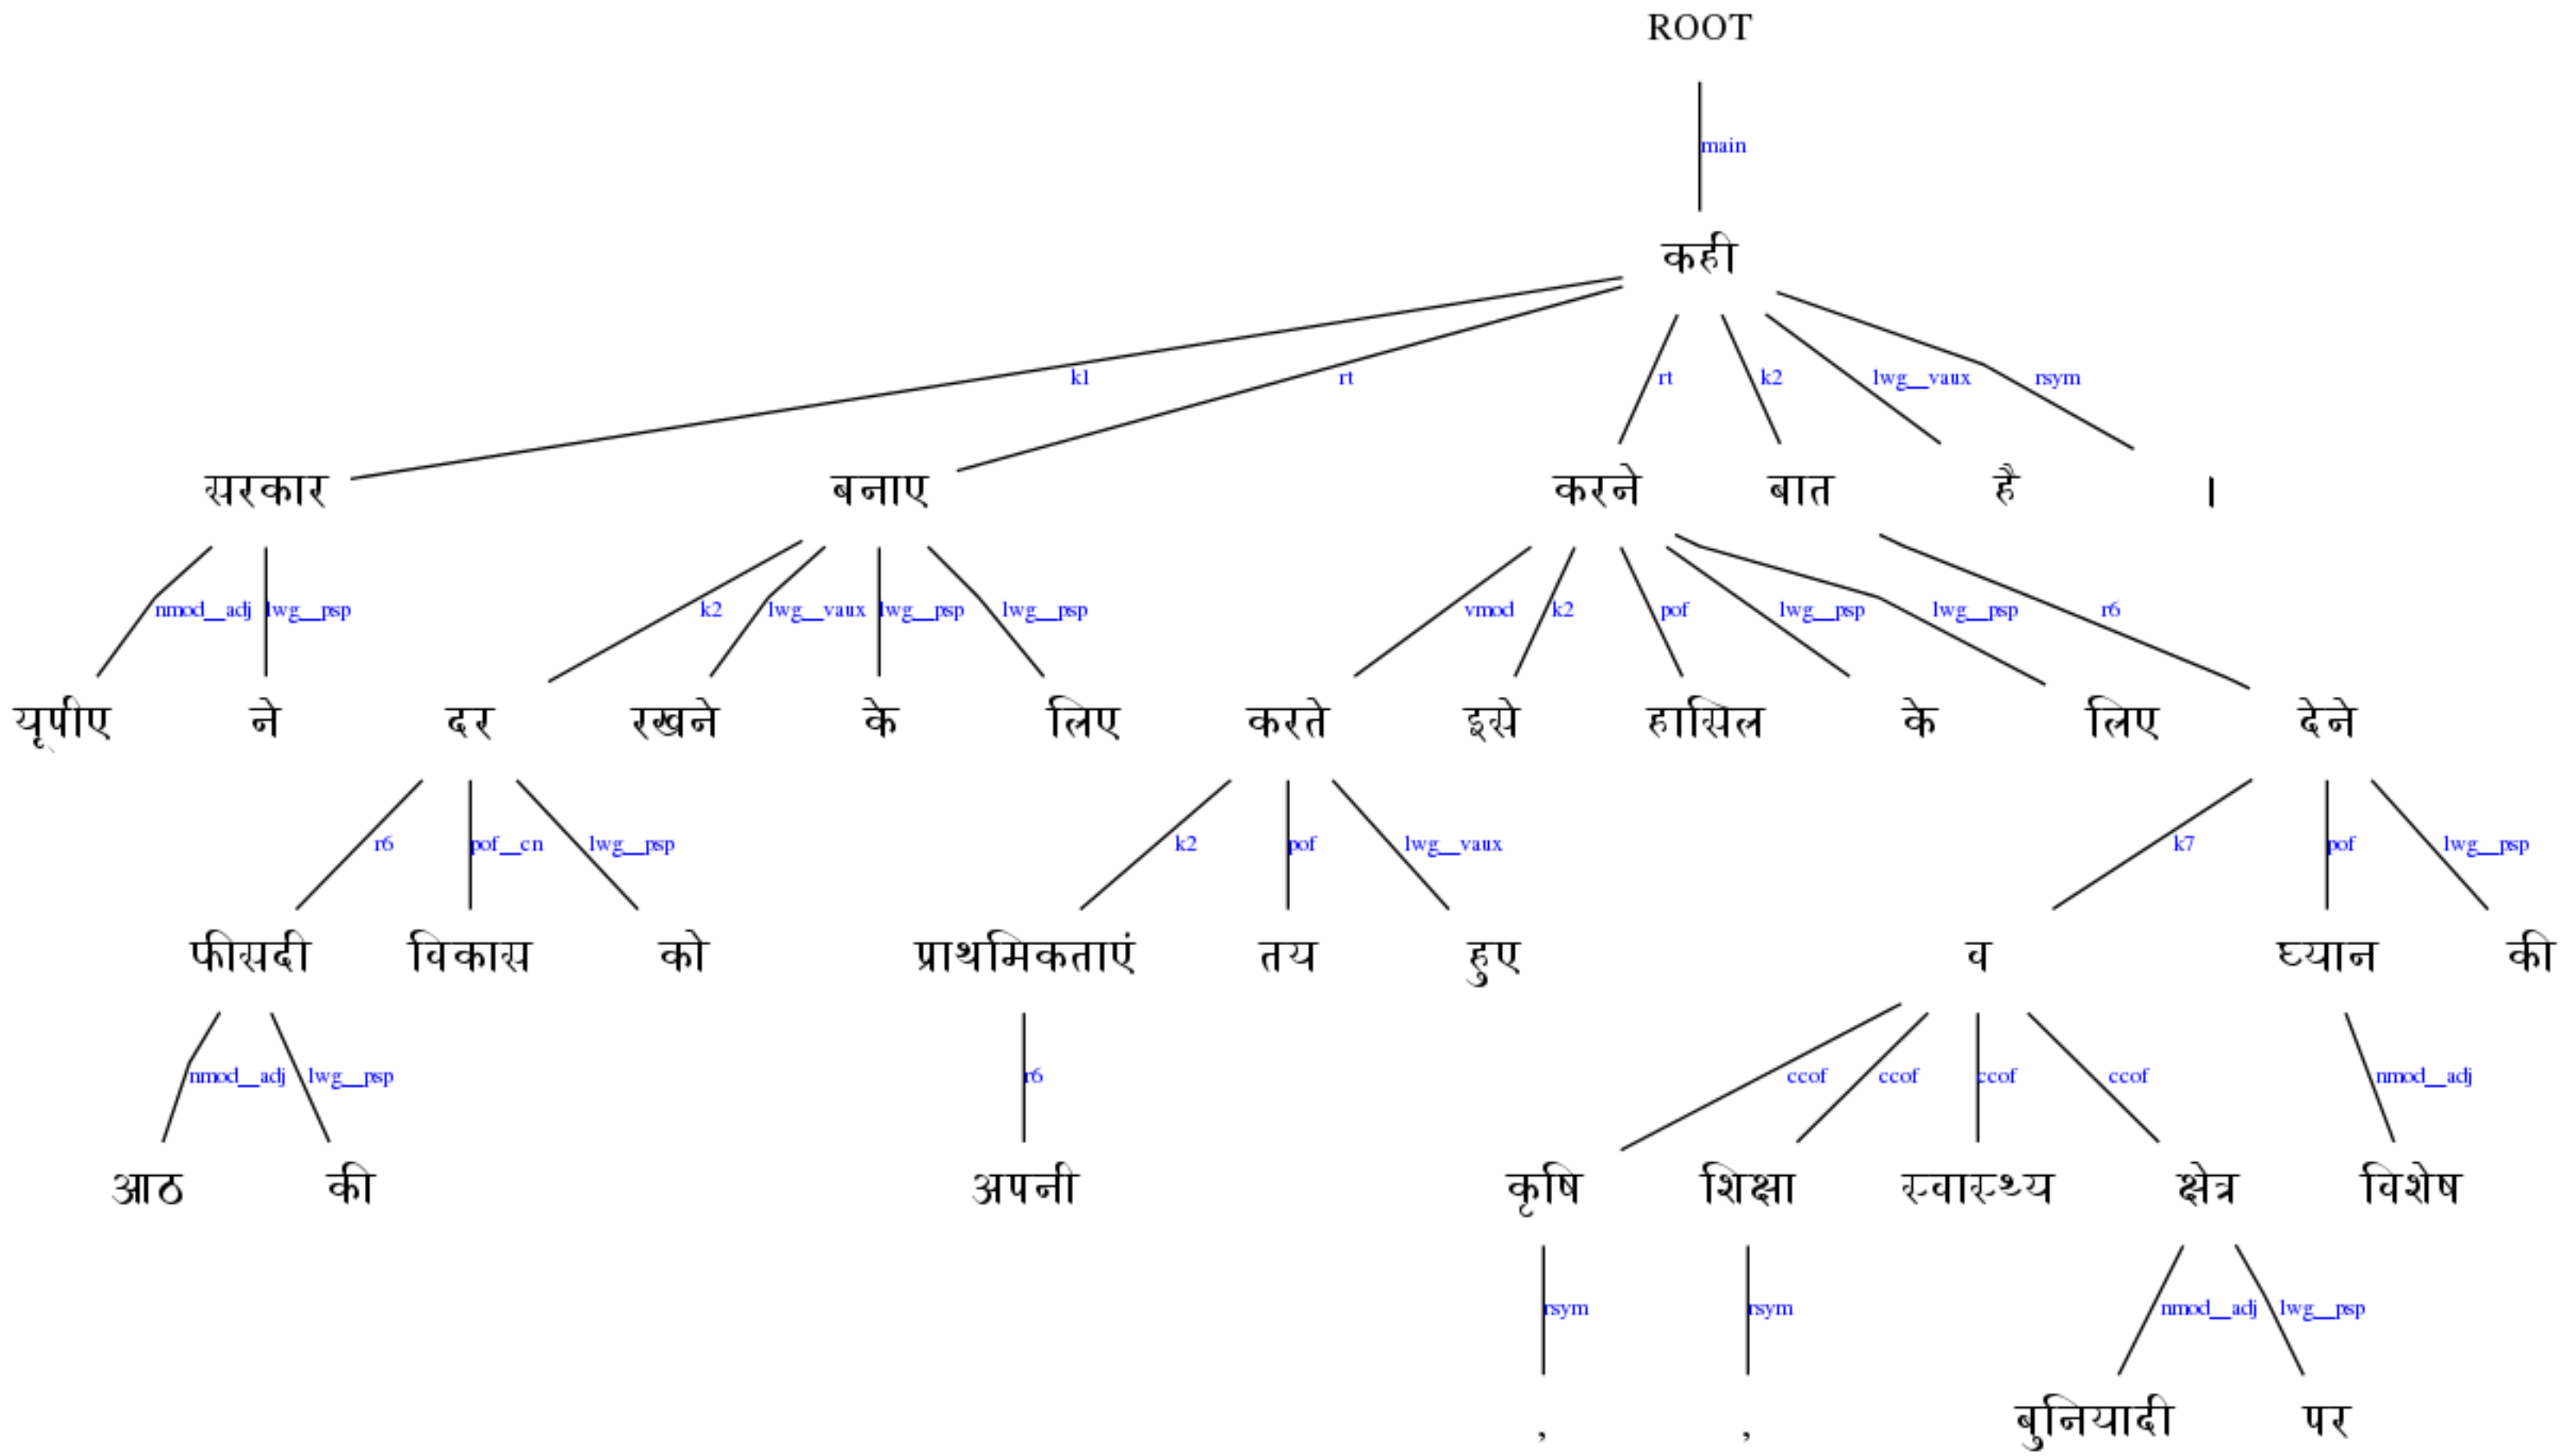 ROOT
main
कही
k1 rt rt k2 lwg__vaux rsym
सरकार बनाए करने बात है ।
nmod__adj lwg__psp k2 lwg__vaux lwg__psp lwg__psp vmod k2 pof lwg__psp lwg__psp r6
यूपीए ने दर रखने के लिए करते इसे हासिल के लिए देने
r6 pof__cn lwg__psp k2 pof lwg__vaux k7 pof lwg__psp
फीसदी विकास को प्राथमिकताएं तय हुए व घ्यान की
nmod__adj lwg__psp r6 ccof ccof ccof ccof nmod__adj
आठ की अपनी कृषि शिक्षा स्वास्थ्य क्षेत्र विशेष
rsym rsym nmod__adj lwg__psp
, , बुनियादी पर